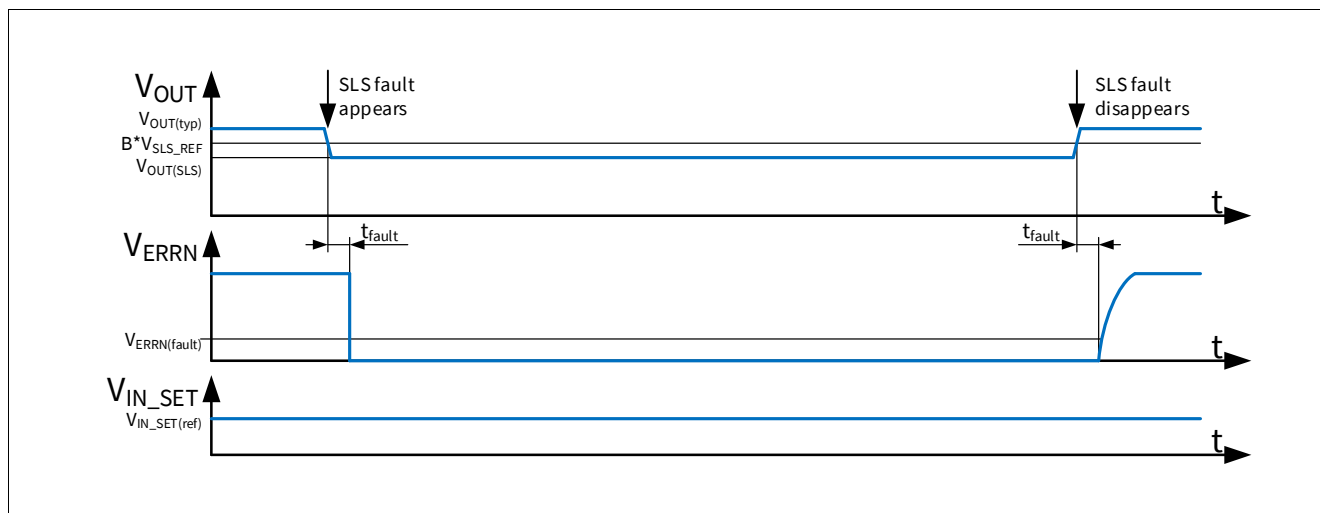 V_OUT
SLS fault
appears
SLS fault
disappears
V_OUT(typ)
B*V_SLS_REF
V_OUT(SLS)
t
V_ERRN
t_fault
t_fault
V_ERRN(fault)
t
V_IN_SET
V_IN_SET(ref)
t